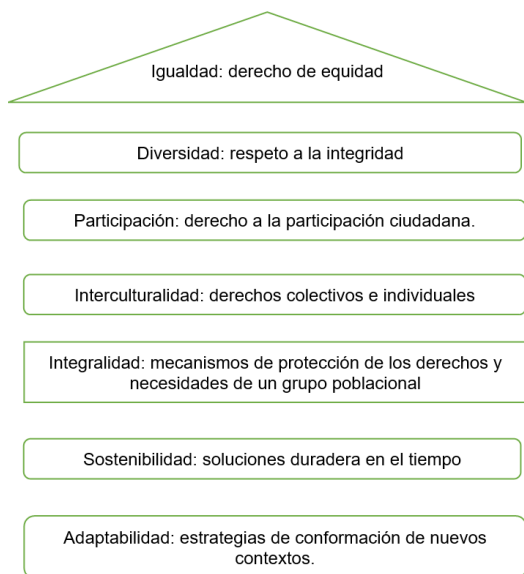 Igualdad: derecho de equidad
Diversidad: respeto a la integridad
Participación: derecho a la participación ciudadana.
Interculturalidad: derechos colectivos e individuales
Integralidad: mecanismos de protección de los derechos y
necesidades de un grupo poblacional
Sostenibilidad: soluciones duradera en el tiempo
Adaptabilidad: estrategias de conformación de nuevos
contextos.